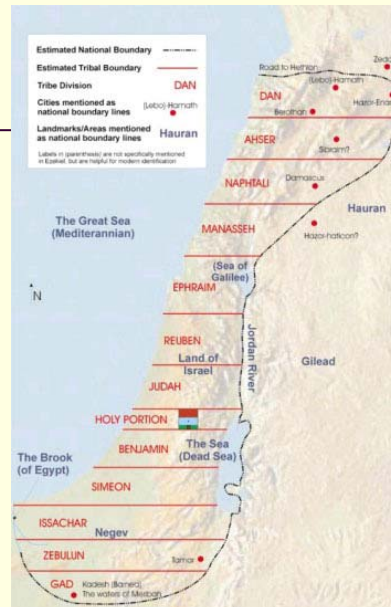 Estimated National Boundary
Estimated Tribal Boundary
Tribe Division
DAN
Cities mentioned as
national boundary lines
(Lebo)-Hamath
Landmarks/Areas mentioned
as national boundary lines
Hauran
Labels in (parenthesis) are not specifically mentioned
in Ezekiel, but are helpful for modern identification
Zedad
Road to Hethlon
(Lebo)-Hamath
DAN
Hazor-Enan
Berothah
AHSER
Sibraim?
NAPHTALI
Damascus
Hauran
MANASSEH
Hazor-haticon?
The Great Sea
(Mediterannian)
(Sea of
Galilee)
N
EPHRAIM
Jordan River
REUBEN
Land of
Israel
Gilead
JUDAH
HOLY PORTION
BENJAMIN
The Sea
(Dead Sea)
The Brook
(of Egypt)
SIMEON
ISSACHAR
Negev
ZEBULUN
Tamar
GAD
Kadesh (Barnea)
The waters of Meribah